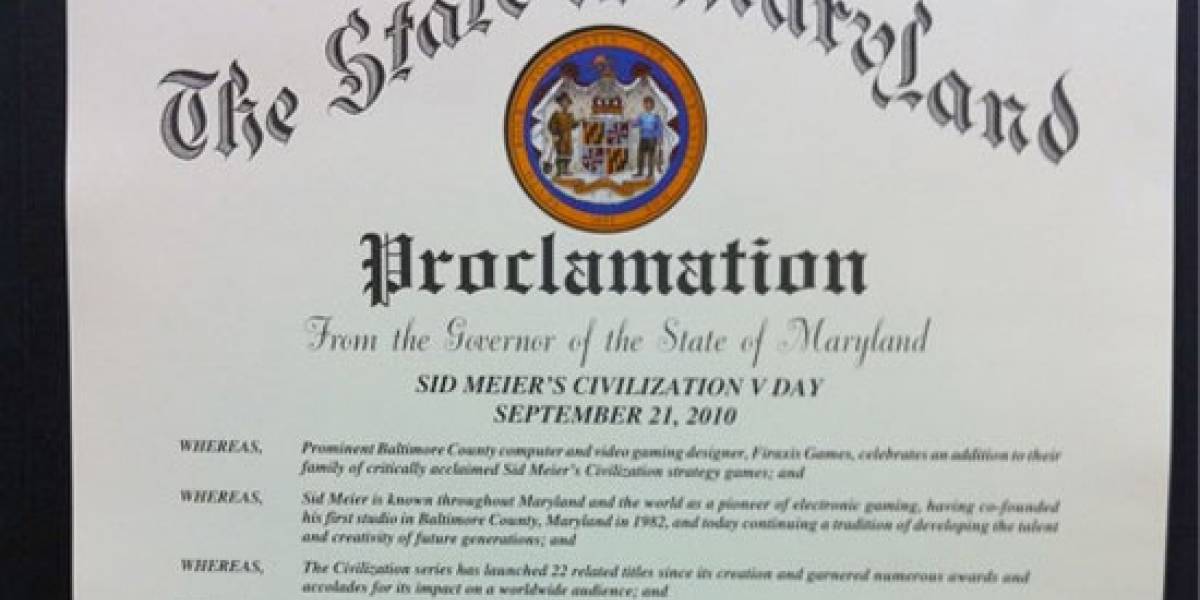 The State of Maryland
Proclamation
From the Governor of the State of Maryland
SID MEIER'S CIVILIZATION V DAY
SEPTEMBER 21, 2010
WHEREAS, Prominent Baltimore County computer and video gaming designer, Firaxis Games, celebrates an addition to their
family of critically acclaimed Sid Meier's Civilization strategy games; and
WHEREAS, Sid Meier is known throughout Maryland and the world as a pioneer of electronic gaming, having co-founded
his first studio in Baltimore County, Maryland in 1982, and today continuing a tradition of developing the talent
and creativity of future generations; and
WHEREAS, The Civilization series has launched 22 related titles since its creation and garnered numerous awards and
accolades for its impact on a worldwide audience; and